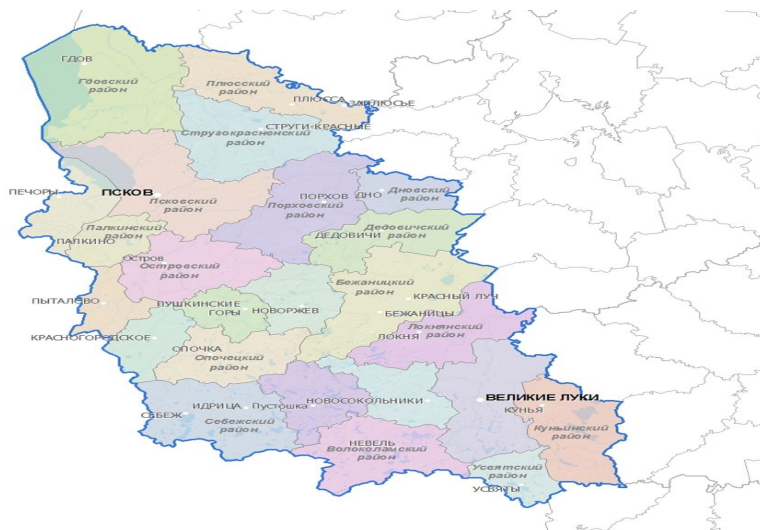 ГДОВ
Гдовский
район
Плюсский
район
ПЛЮССА
ЗАПЛЮСЬЕ
СТРУГИ КРАСНЫЕ
Стругокрасненский
район
ПЕЧОРЫ
ПСКОВ
Псковский
район
ПОРХОВ
Порховский
район
ДНО
Дновский
район
Палкинский
район
ПАЛКИНО
Дедовичский
район
ДЕДОВИЧИ
Остров
Островский
район
Бежаницкий
район
ПЫТАЛОВО
ПУШКИНСКИЕ
ГОРЫ
НОВОРЖЕВ
КРАСНЫЙ ЛУЧ
БЕЖАНИЦЫ
Локнянский
район
ЛОКНЯ
КРАСНОГОРОДСКОЕ
ОПОЧКА
Опочецкий
район
ВЕЛИКИЕ ЛУКИ
КУНЬЯ
Куньинский
район
СЕБЕЖ
ИДРИЦА
Пустошка
НОВОСОКОЛЬНИКИ
Себежский
район
НЕВЕЛЬ
Волоколамский
район
Усвятский
район
УСВЯТЫ